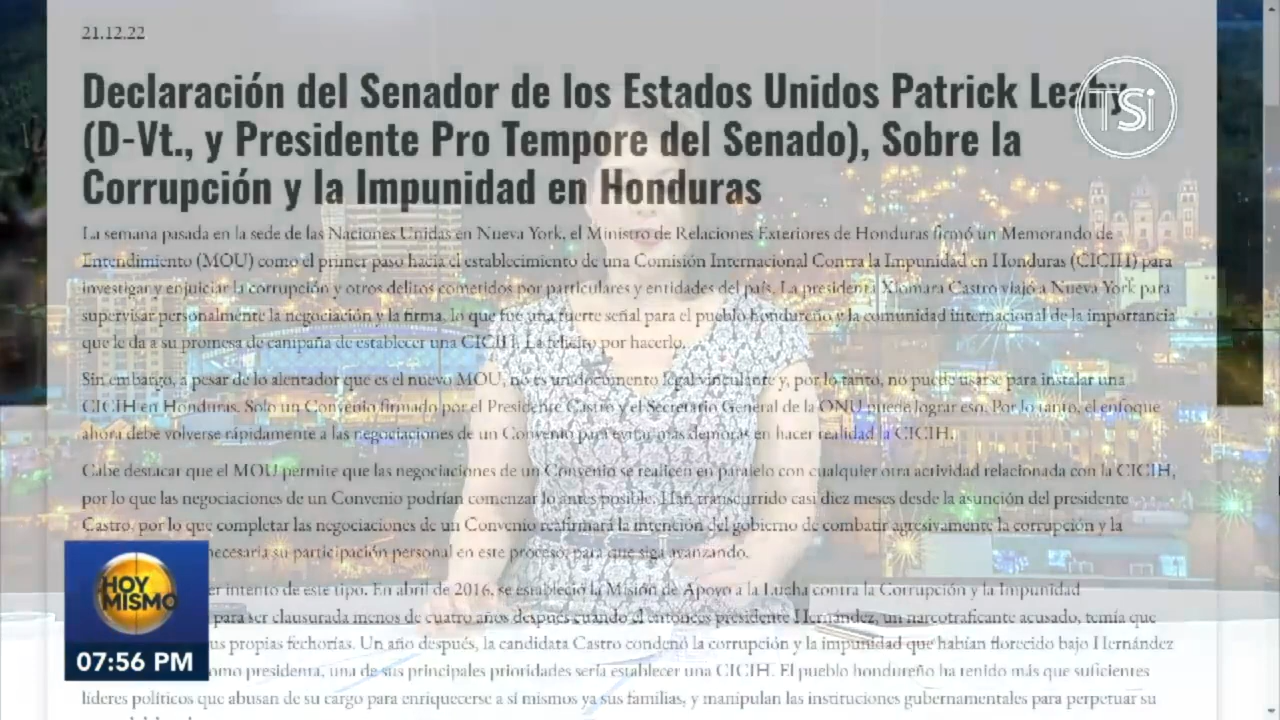 21.12.22
TSi
Declaración del Senador de los Estados Unidos Patrick Leahy
(D-Vt., y Presidente Pro Tempore del Senado), Sobre la
Corrupción y la Impunidad en Honduras
La semana pasada en la sede de las Naciones Unidas en Nueva York, el Ministro de Relaciones Exteriores de Honduras firmó un Memorando de
Entendimiento (MOU) como el primer paso hacia el establecimiento de una Comisión Internacional Contra la Impunidad en Honduras (CICIH) para
investigar y enjuiciar la corrupción y otros delitos cometidos por particulares y entidades del país. La presidenta Xiomara Castro viajó a Nueva York para
supervisar personalmente la negociación y la firma, lo que fue una fuerte señal para el pueblo hondureño y la comunidad internacional de la importancia
que le da a su promesa de campaña de establecer una CICIH. La felicito por hacerlo.
Sin embargo, a pesar de lo alentador que es el nuevo MOU, no es un documento legal vinculante y, por lo tanto, no puede usarse para instalar una
CICIH en Honduras. Solo un Convenio firmado por el Presidente Castro y el Secretario General de la ONU puede lograr eso. Por lo tanto, el enfoque
ahora debe volverse rápidamente a las negociaciones de un Convenio para evitar más demoras en hacer realidad la CICIH.
Cabe destacar que el MOU permite que las negociaciones de un Convenio se realicen en paralelo con cualquier otra actividad relacionada con la CICIH,
por lo que las negociaciones de un Convenio podrían comenzar lo antes posible. Han transcurrido casi diez meses desde la asunción del presidente
Castro, por lo que completar las negociaciones de un Convenio reafirmará la intención del gobierno de combatir agresivamente la corrupción y la
necesaria su participación personal en este proceso, para que siga avanzando.
er intento de este tipo. En abril de 2016, se estableció la Misión de Apoyo a la Lucha contra la Corrupción y la Impunidad
para ser clausurada menos de cuatro años después cuando el entonces presidente Hernández, un narcotraficante acusado, temía que
us propias fechorías. Un año después, la candidata Castro condenó la corrupción y la impunidad que habían florecido bajo Hernández
omo presidenta, una de sus principales prioridades sería establecer una CICIH. El pueblo hondureño ha tenido más que suficientes
líderes políticos que abusan de su cargo para enriquecerse a sí mismos ya sus familias, y manipulan las instituciones gubernamentales para perpetuar su
HOY
MISMO
07:56 PM